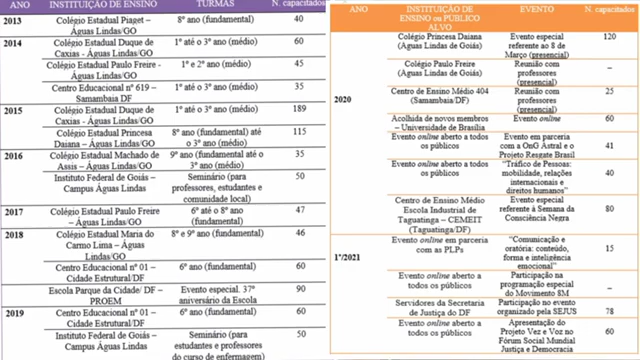 ANO INSTITUIÇÃO DE ENSINO TURMAS N. capacitados
2013 Colégio Estadual Piaget – 8º ano (fundamental) 40
Águas Lindas/GO
2014 Colégio Estadual Duque de 1º até o 3º ano (médio) 60
Caxias - Águas Lindas/GO
Colégio Estadual Paulo Freire - 1º e 2º ano (médio) 45
Águas Lindas/GO
Centro Educacional nº 619 – 1º até o 3º ano (médio) 35
Samambaia DF
2015 Colégio Estadual Duque de 1º até o 3º ano (médio) 189
Caxias - Águas Lindas/GO
Colégio Estadual Princesa 8º ano (fundamental) até 115
Daiana – Águas Lindas/GO o 3º ano (médio)
2016 Colégio Estadual Machado de 9º ano (fundamental) até o 35
Assis – Águas Lindas/GO 3º ano (médio)
Instituto Federal de Goiás – Seminário (para 50
Campus Águas Lindas professores, estudantes e
comunidade local)
2017 Colégio Estadual Paulo Freire 6º até o 8º ano 47
– Águas Lindas/GO (fundamental)
2018 Colégio Estadual Maria do 8º e 9º ano (fundamental) 46
Carmo Lima – Águas
Lindas/GO
Centro Educacional nº 01 – 6º ano (fundamental) 60
Cidade Estrutural/DF
Escola Parque da Cidade/ DF – Evento especial. 37º 90
PROEM aniversário da Escola
2019 Centro Educacional nº 01 – 6º ano (fundamental) 60
Cidade Estrutural/DF
Instituto Federal de Goiás – Seminário (para 50
Campus Águas Lindas estudantes e professores
do curso de enfermagem)
ANO INSTITUIÇÃO DE EVENTO N. capacitados
ENSINO ou PÚBLICO
ALVO
Colégio Princesa Daiana Evento especial 120
(Águas Lindas de Goiás) referente ao 8 de
Março (presencial)
Colégio Paulo Freire Reunião com –
(Águas Lindas de Goiás) professores
(presencial)
2020 Centro de Ensino Médio 404 Reunião com 25
(Samambaia/DF) professores
(presencial)
Acolhida de novos membros Evento online 60
– Universidade de Brasília
Evento online aberto a todos Evento em parceria 41
os públicos com a OnG Astral e o
Projeto Resgate Brasil
Evento online aberto a todos "Tráfico de Pessoas: 40
os públicos mobilidade, relações
internacionais e
direitos humanos"
Centro de Ensino Médio Evento especial 80
Escola Industrial de referente à Semana da
Taguatinga – CEMEIT Consciência Negra
(Taguatinga/DF)
Evento online em parceria "Comunicação e 15
com as PLPs oratória: conteúdo,
1º/2021 forma e inteligência
emocional"
Evento online aberto a Participação na –
todos os públicos programação especial
do Movimento 8M
Servidores da Secretaria Participação no evento 78
de Justiça do DF organizado pela SEJUS
Evento online aberto a Apresentação do 60
todos os públicos Projeto Vez e Voz no
Fórum Social Mundial
Justiça e Democracia